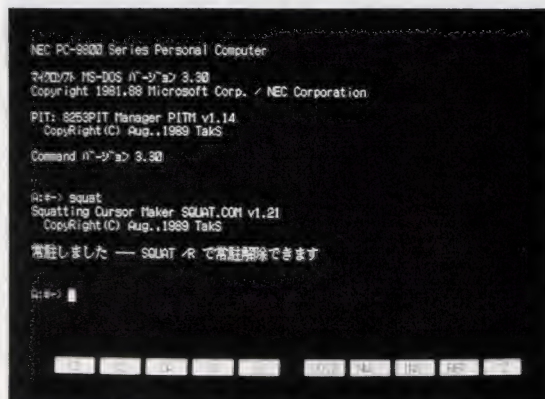 NEC PC-9800 Series Personal Computer
マイクロソフト MS-DOS バージョン 3.30
Copyright 1981,88 Microsoft Corp. / NEC Corporation
PIT: 8253PIT Manager PITM v1.14
CopyRight(C) Aug.,1989 TakS
Command バージョン 3.30
A:#-> squat
Squatting Cursor Maker SQUAT.COM v1.21
CopyRight(C) Aug.,1989 TakS
常駐しました ── SQUAT /R で常駐解除できます
A:#->
CA INS